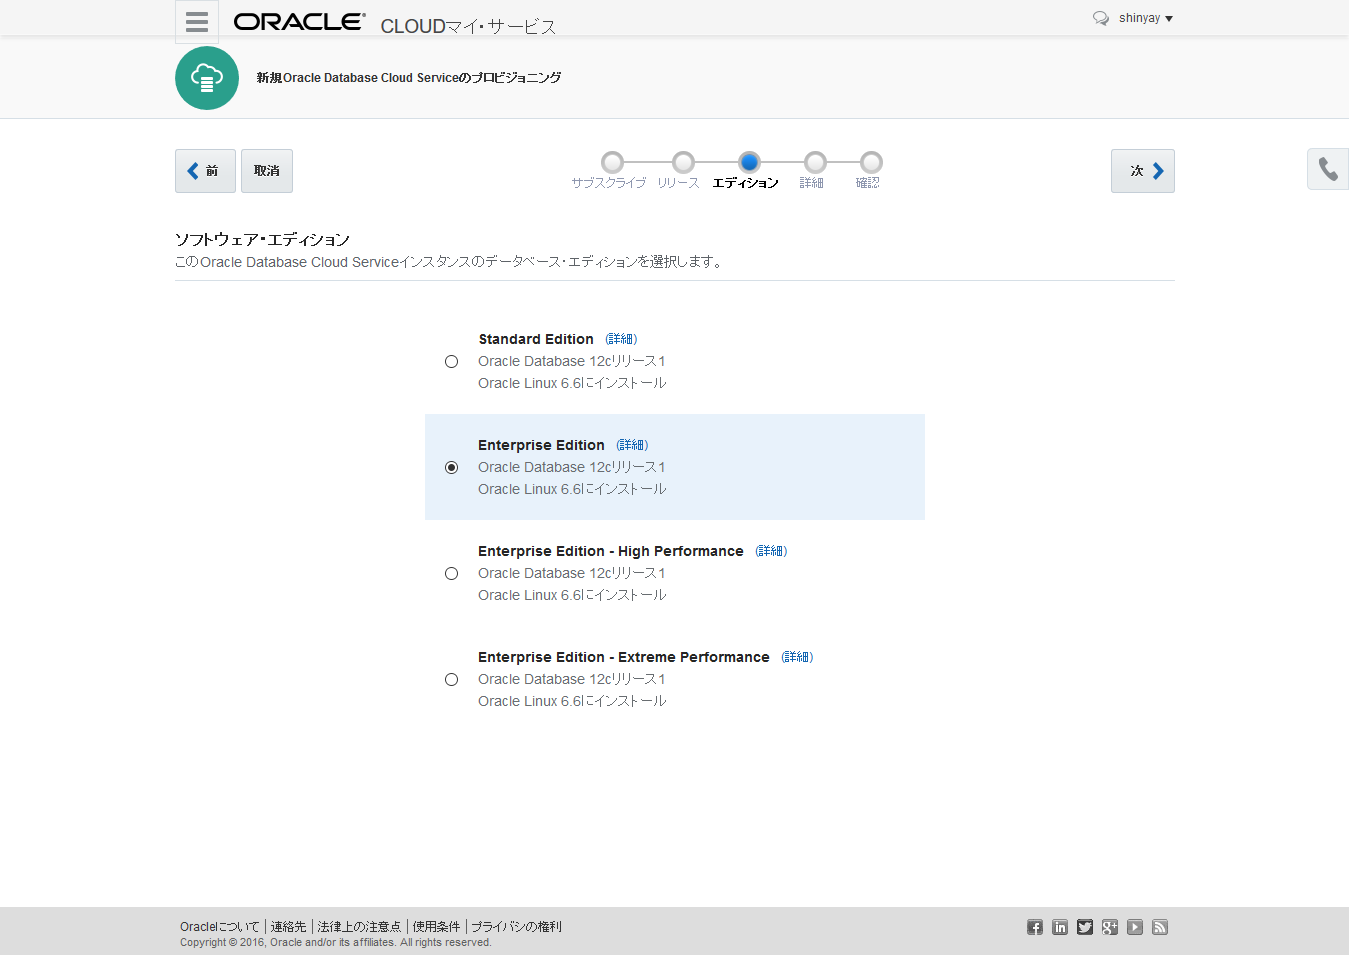 ORACLE CLOUDマイ・サービス
shinyay
新規Oracle Database Cloud Serviceのプロビジョニング
前 取消
サブスクライブ リリース エディション 詳細 確認
次
ソフトウェア・エディション
このOracle Database Cloud Serviceインスタンスのデータベース・エディションを選択します。
Standard Edition (詳細)
Oracle Database 12cリリース1
Oracle Linux 6.6にインストール
Enterprise Edition (詳細)
Oracle Database 12cリリース1
Oracle Linux 6.6にインストール
Enterprise Edition - High Performance (詳細)
Oracle Database 12cリリース1
Oracle Linux 6.6にインストール
Enterprise Edition - Extreme Performance (詳細)
Oracle Database 12cリリース1
Oracle Linux 6.6にインストール
Oracleについて | 連絡先 | 法律上の注意点 | 使用条件 | プライバシの権利
Copyright © 2016, Oracle and/or its affiliates. All rights reserved.